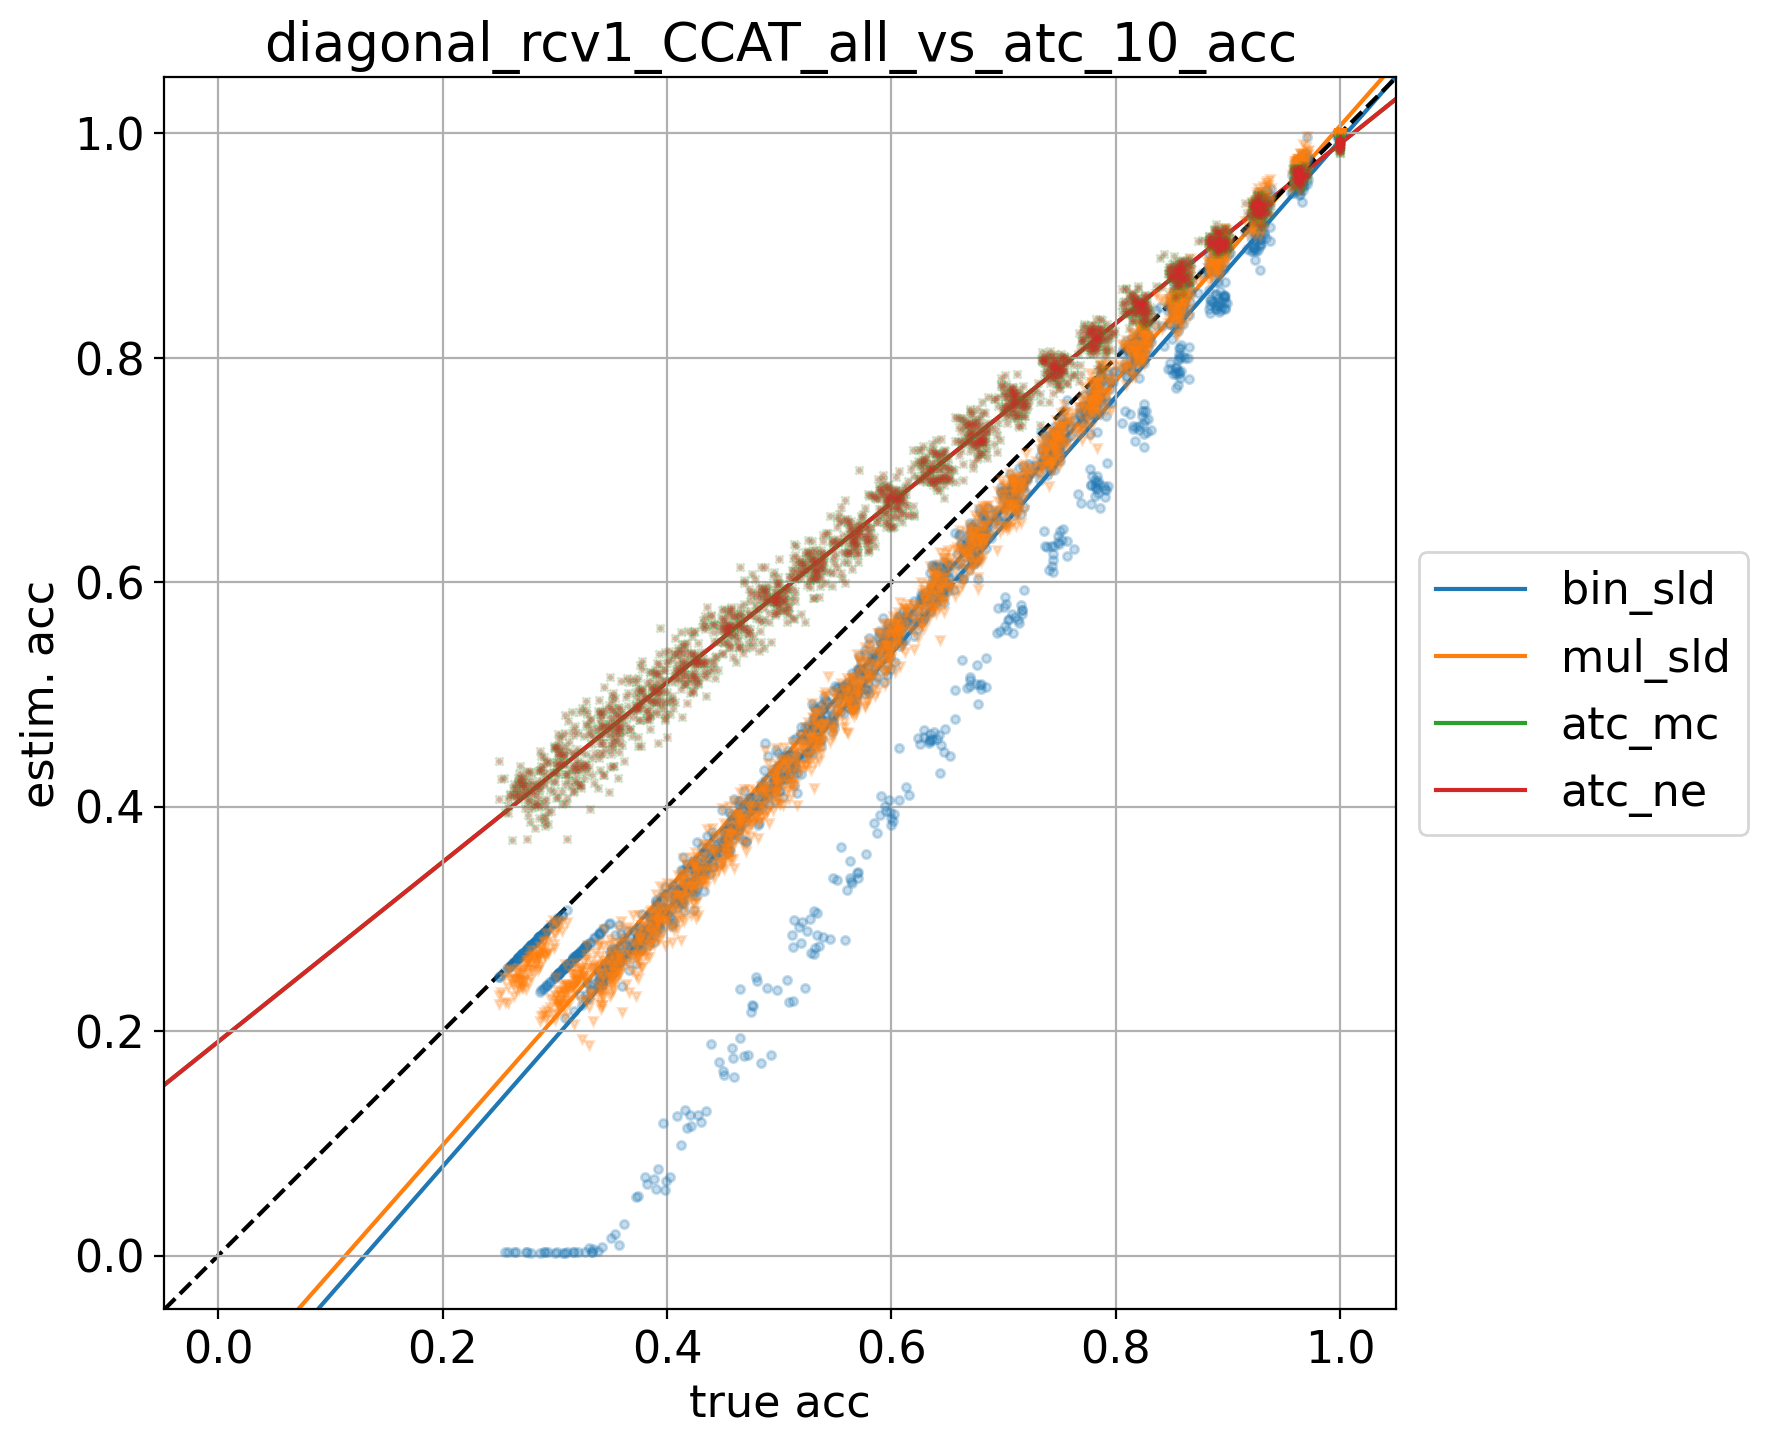 diagonal_rcv1_CCAT_all_vs_atc_10_acc
estim. acc
1.0
0.8
0.6
0.4
0.2
0.0
0.0 0.2 0.4 0.6 0.8 1.0
true acc
bin_sld
mul_sld
atc_mc
atc_ne